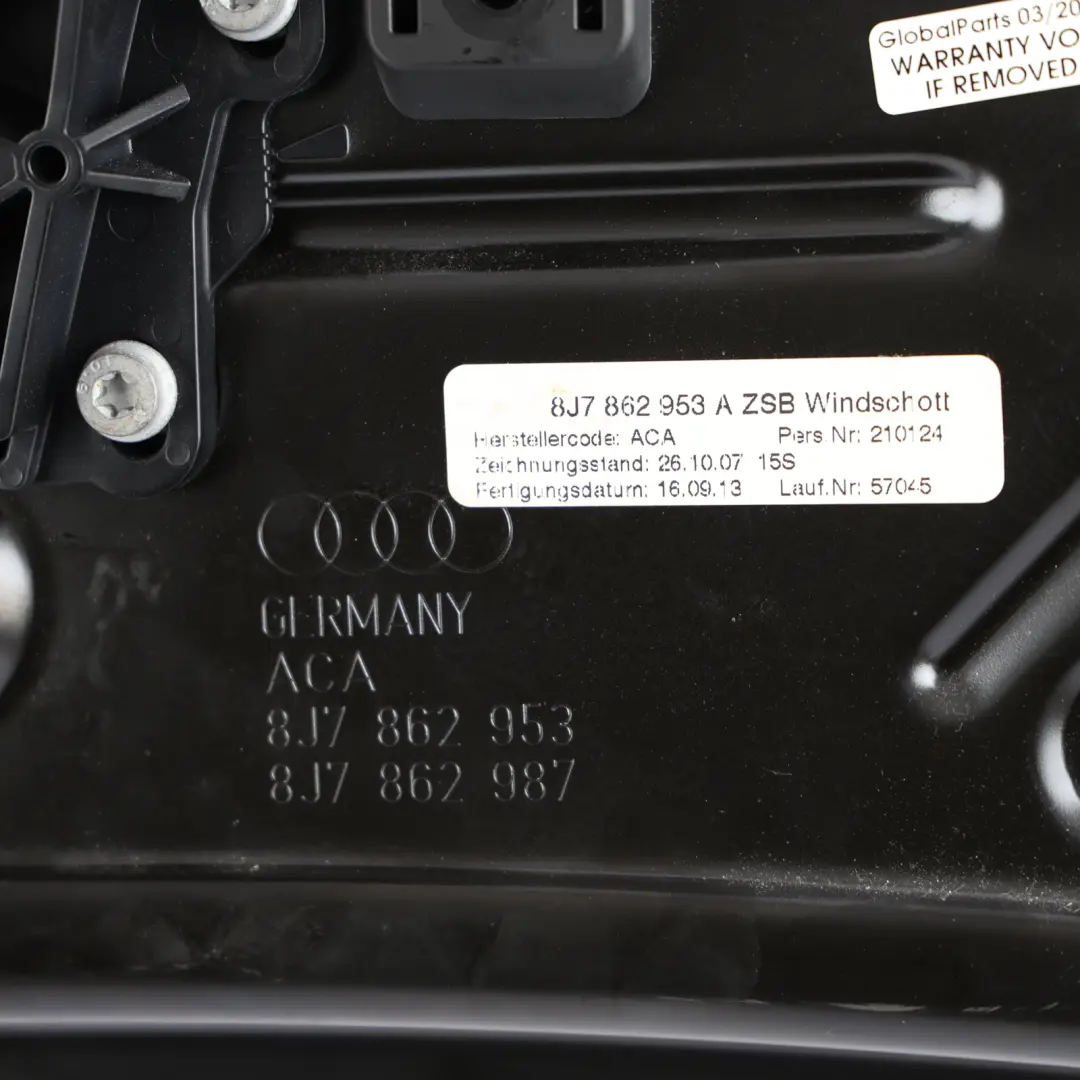 GlobalParts 03/20
WARRANTY VO
IF REMOVED
8J7 862 953 A ZSB Windschott
Herstellercode: ACA Pers.Nr: 210124
Zeichnungsstand: 26.10.07 15S
Fertigungsdatum: 16.09.13 Lauf.Nr: 57045
GERMANY
ACA
8J7 862 953
8J7 862 987